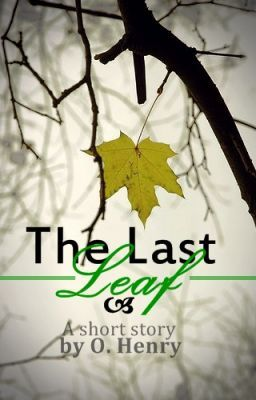 The Last
Leaf
A short story
by O. Henry